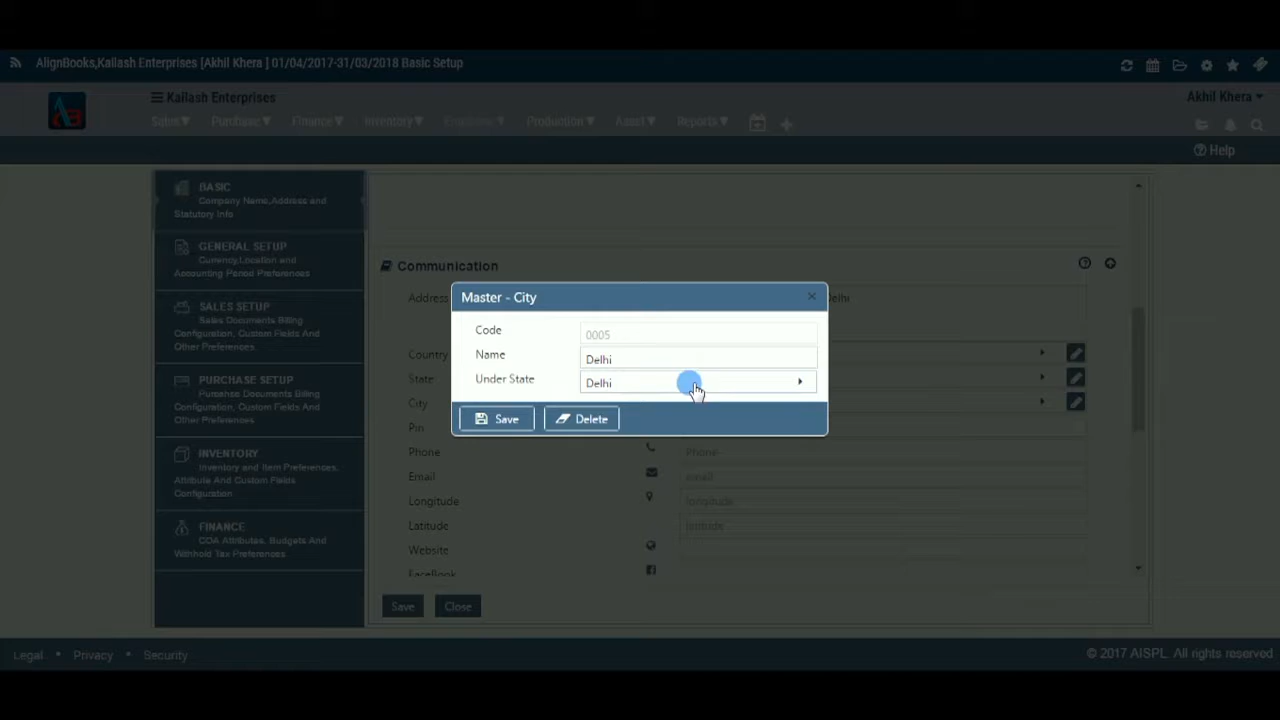 AlignBooks,Kailash Enterprises [Akhil Khera ] 01/04/2017-31/03/2018 Basic Setup
Kailash Enterprises
Akhil Khera
Sales Purchase Finance Inventory Employee Production Asset Reports
Help
BASIC
Company Name,Address and
Statutory Info
GENERAL SETUP
Currency,Location and
Accounting Period Preferences
SALES SETUP
Sales Documents Billing
Configuration, Custom Fields And
Other Preferences
PURCHASE SETUP
Purcahse Documents Billing
Configuration, Custom Fields And
Other Preferences
INVENTORY
Inventory and Item Preferences,
Attribute And Custom Fields
Configuration
FINANCE
COA Attributes, Budgets And
Withhold Tax Preferences
Communication
Address
Delhi
Country
State
City
Pin
Phone Phone-
Email email
Longitude longitude
Latitude latitude
Website
FaceBook
Master - City
Code 0005
Name Delhi
Under State Delhi
Save Delete
Save Close
Legal • Privacy • Security
© 2017 AISPL. All rights reserved